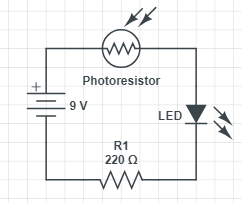 Photoresistor
+
9 V
LED
R1
220 Ω